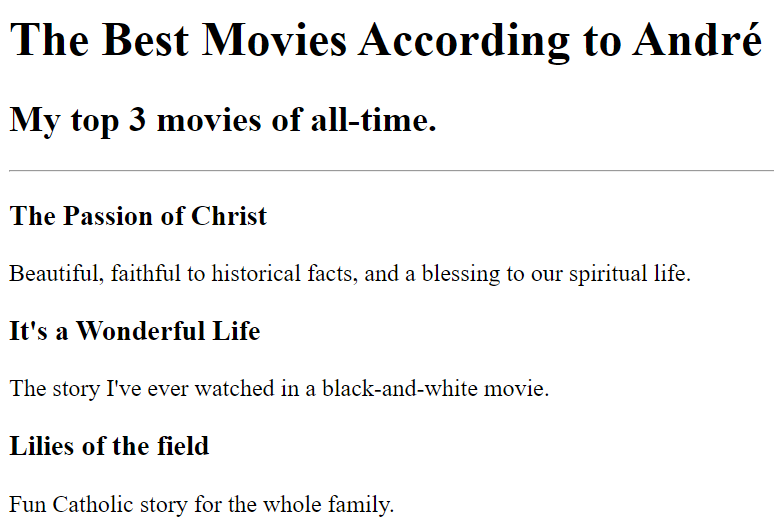 The Best Movies According to André
My top 3 movies of all-time.
The Passion of Christ
Beautiful, faithful to historical facts, and a blessing to our spiritual life.
It's a Wonderful Life
The story I've ever watched in a black-and-white movie.
Lilies of the field
Fun Catholic story for the whole family.